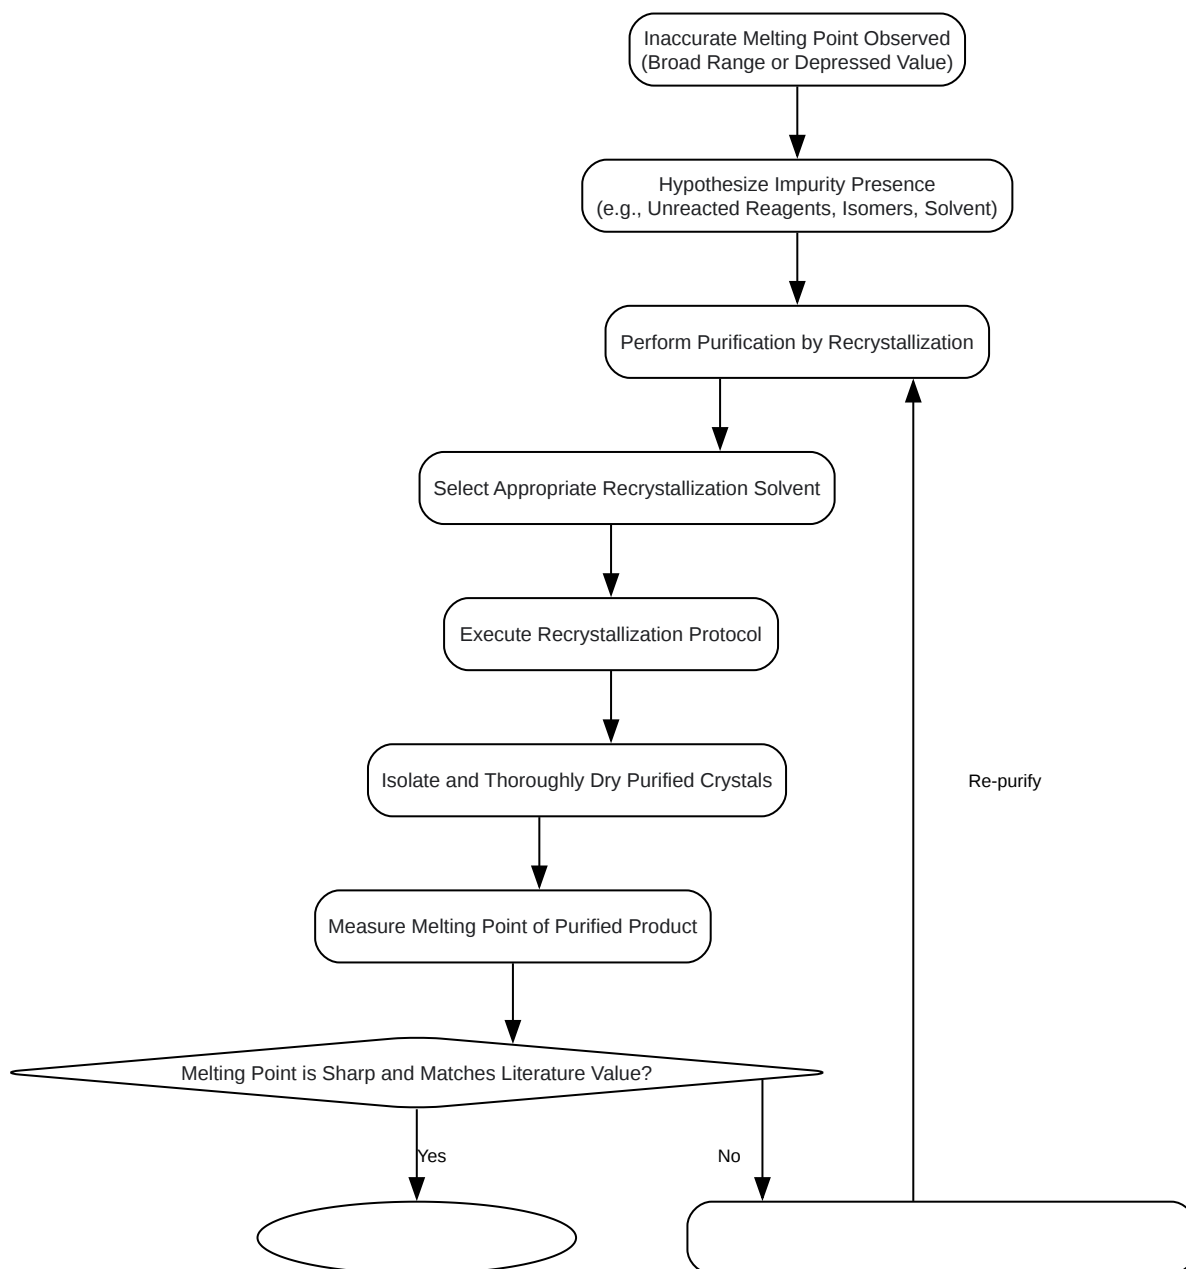 Inaccurate Melting Point Observed
(Broad Range or Depressed Value)
Hypothesize Impurity Presence
(e.g., Unreacted Reagents, Isomers, Solvent)
Perform Purification by Recrystallization
Select Appropriate Recrystallization Solvent
Execute Recrystallization Protocol
Isolate and Thoroughly Dry Purified Crystals
Re-purify
Measure Melting Point of Purified Product
Melting Point is Sharp and Matches Literature Value?
Yes
No